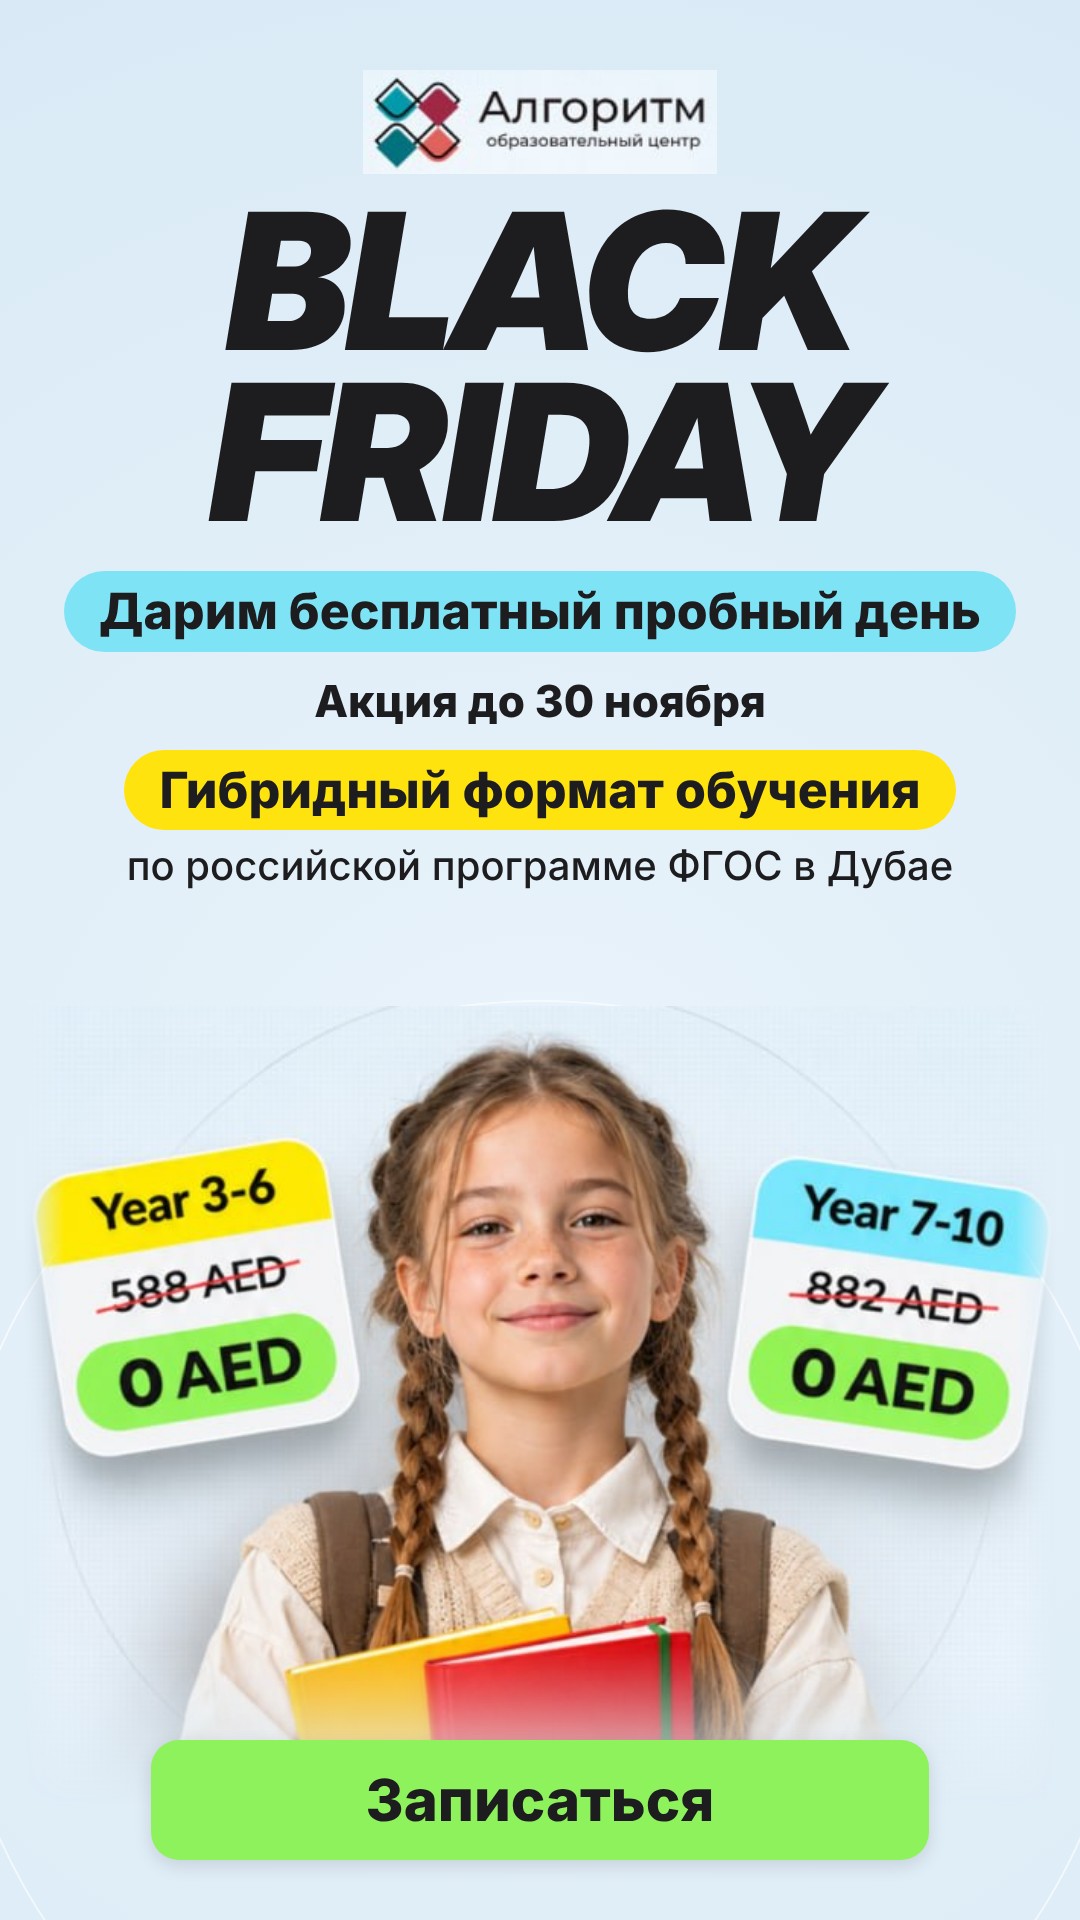 Алгоритм
образовательный центр
BLACK
FRIDAY
Дарим бесплатный пробный день
Акция до 30 ноября
Гибридный формат обучения
по российской программе ФГОС в Дубае
Year 3-6
588 AED
0 AED
Year 7-10
882 AED
0 AED
Записаться